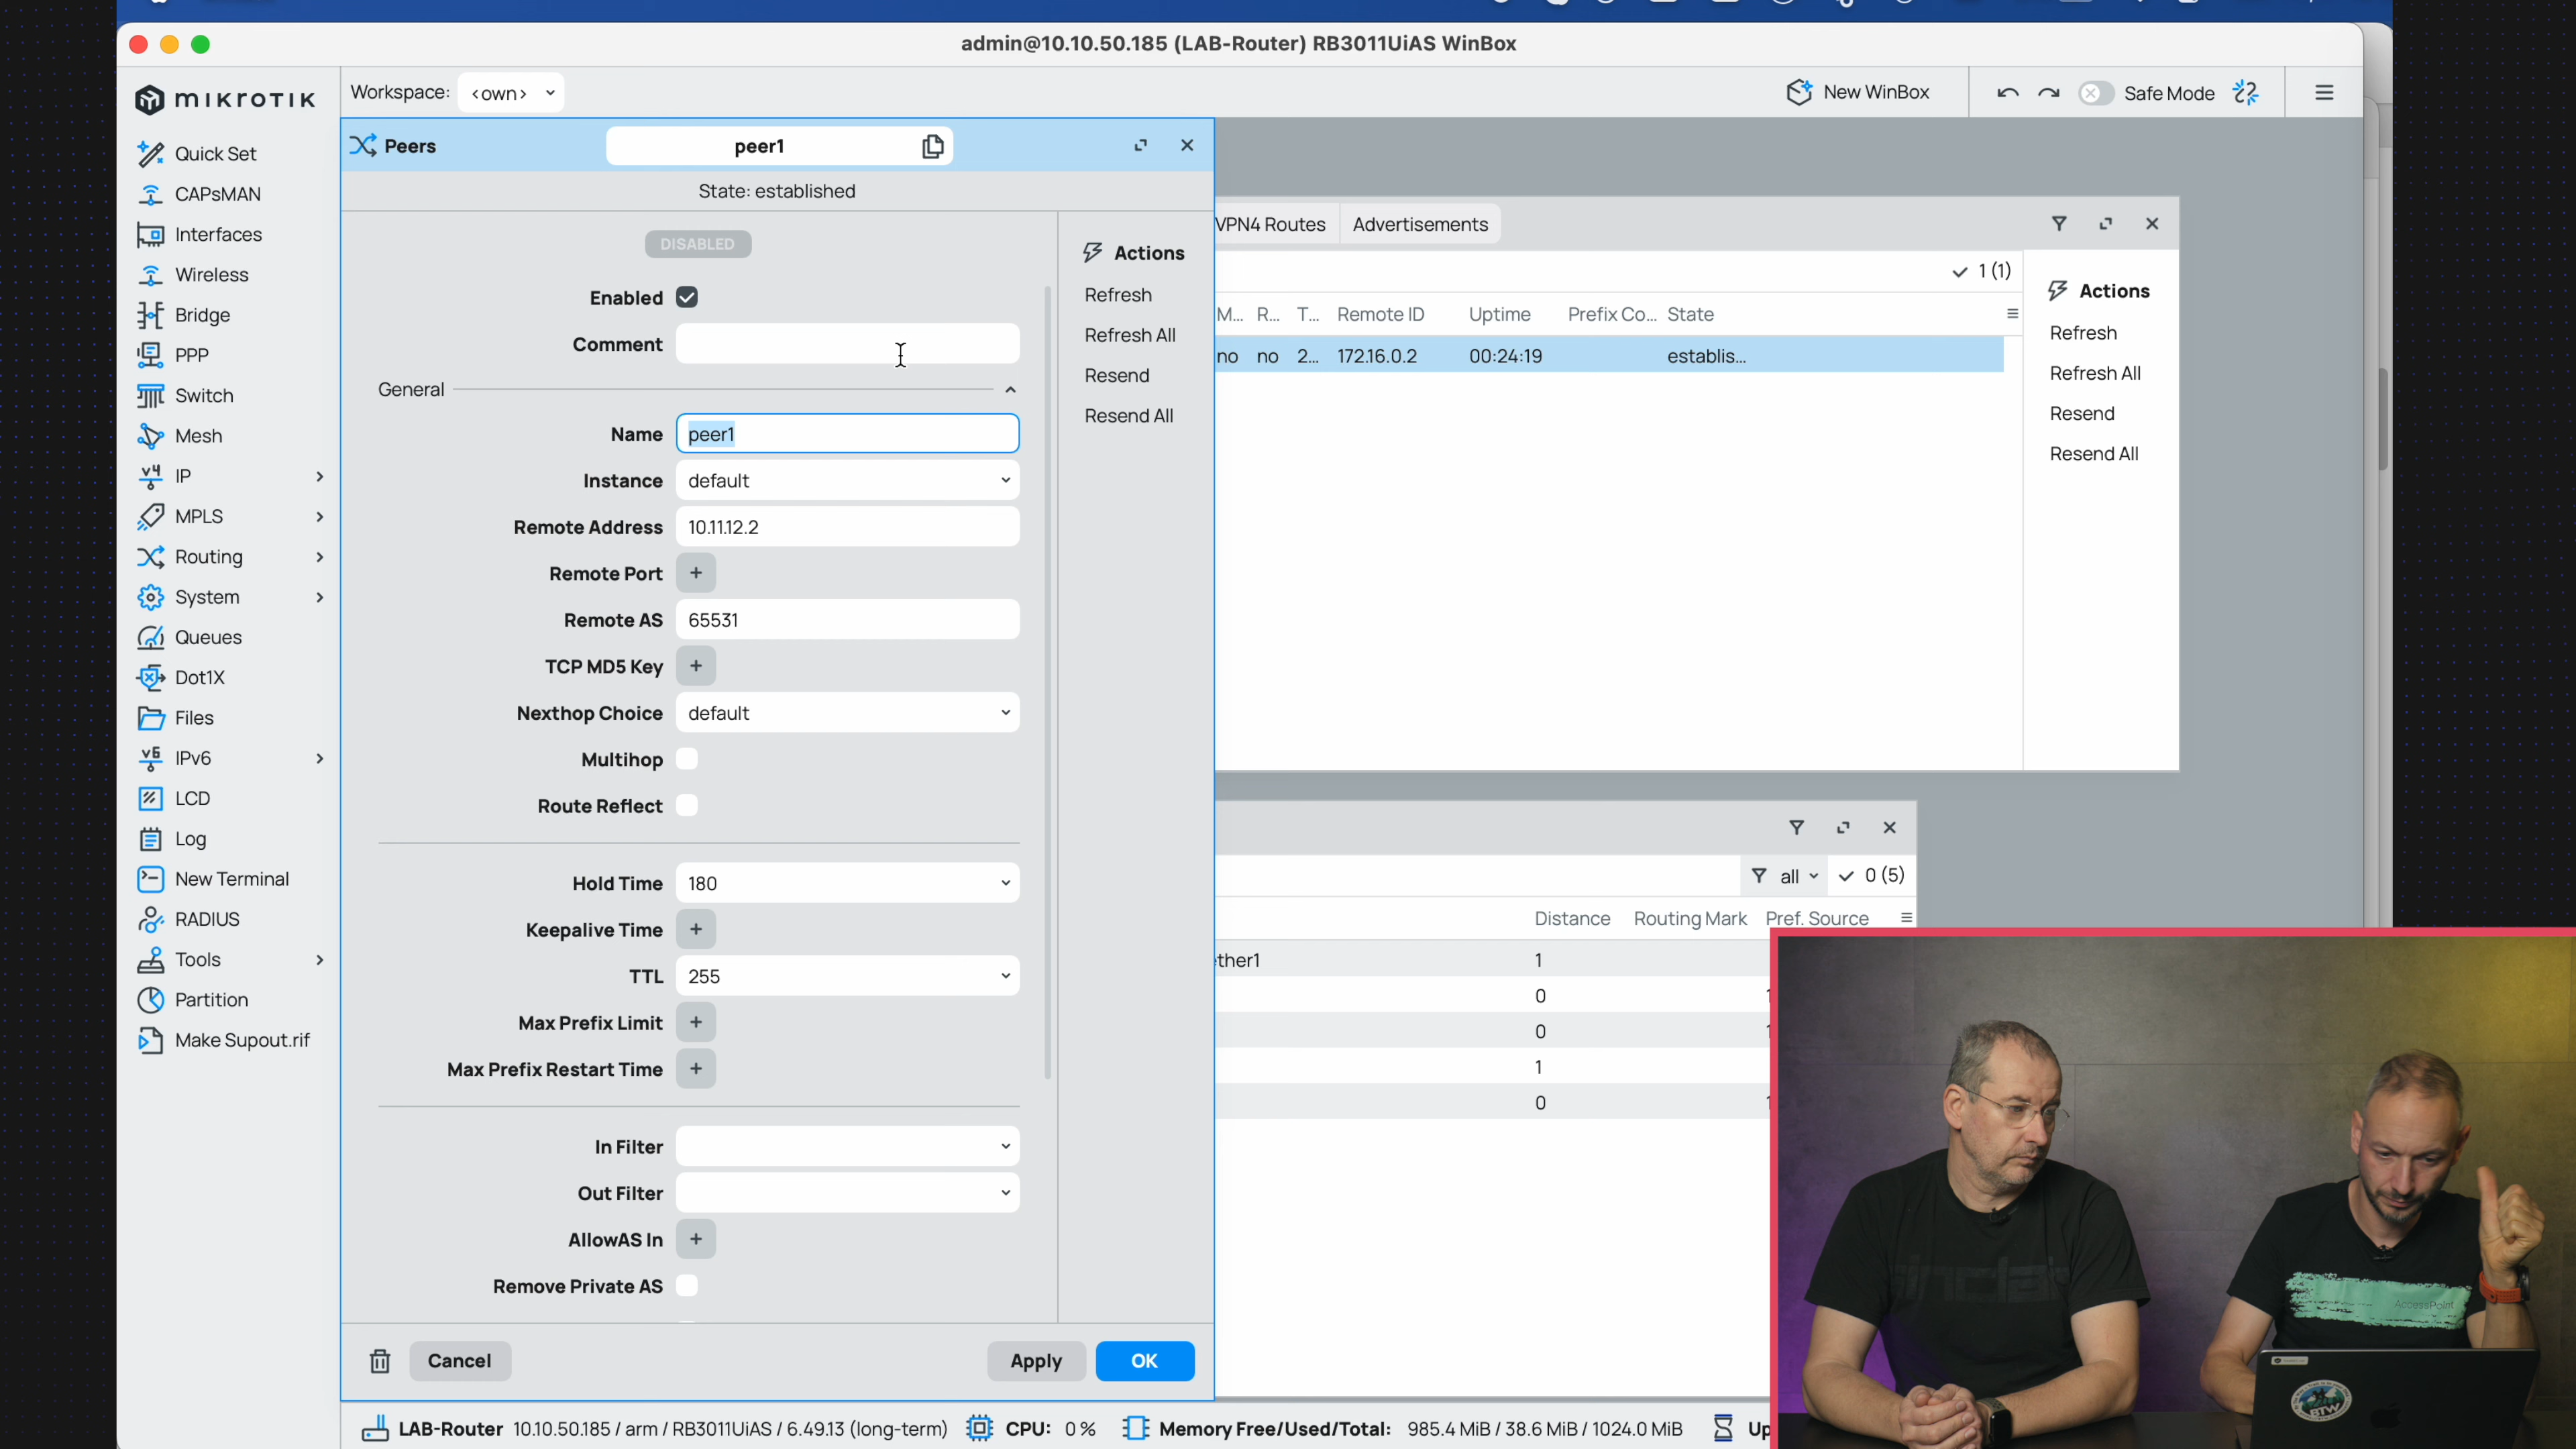 admin@10.10.50.185 (LAB-Router) RB3011UiAS WinBox
mikrotik
Workspace: <own>
New WinBox
Safe Mode
Quick Set
CAPsMAN
Interfaces
Wireless
Bridge
PPP
Switch
Mesh
IP
MPLS
Routing
System
Queues
Dot1X
Files
IPv6
LCD
Log
New Terminal
RADIUS
Tools
Partition
Make Supout.rif
Peers
peer1
State: established
DISABLED
Enabled
Comment
General
Name peer1
Instance default
Remote Address 10.11.12.2
Remote Port +
Remote AS 65531
TCP MD5 Key +
Nexthop Choice default
Multihop
Route Reflect
Hold Time 180
Keepalive Time +
TTL 255
Max Prefix Limit +
Max Prefix Restart Time +
In Filter
Out Filter
AllowAS In +
Remove Private AS
Cancel
Apply
OK
Actions
Refresh
Refresh All
Resend
Resend All
VPN4 Routes
Advertisements
1 (1)
M... R... T... Remote ID Uptime Prefix Co... State
no no 2... 172.16.0.2 00:24:19 establis...
Actions
Refresh
Refresh All
Resend
Resend All
all 0 (5)
Distance Routing Mark Pref. Source
ther1 1
0 1
0 1
1
0 1
AccessPoint
BTW
LAB-Router 10.10.50.185 / arm / RB3011UiAS / 6.49.13 (long-term) CPU: 0 % Memory Free/Used/Total: 985.4 MiB / 38.6 MiB / 1024.0 MiB Up